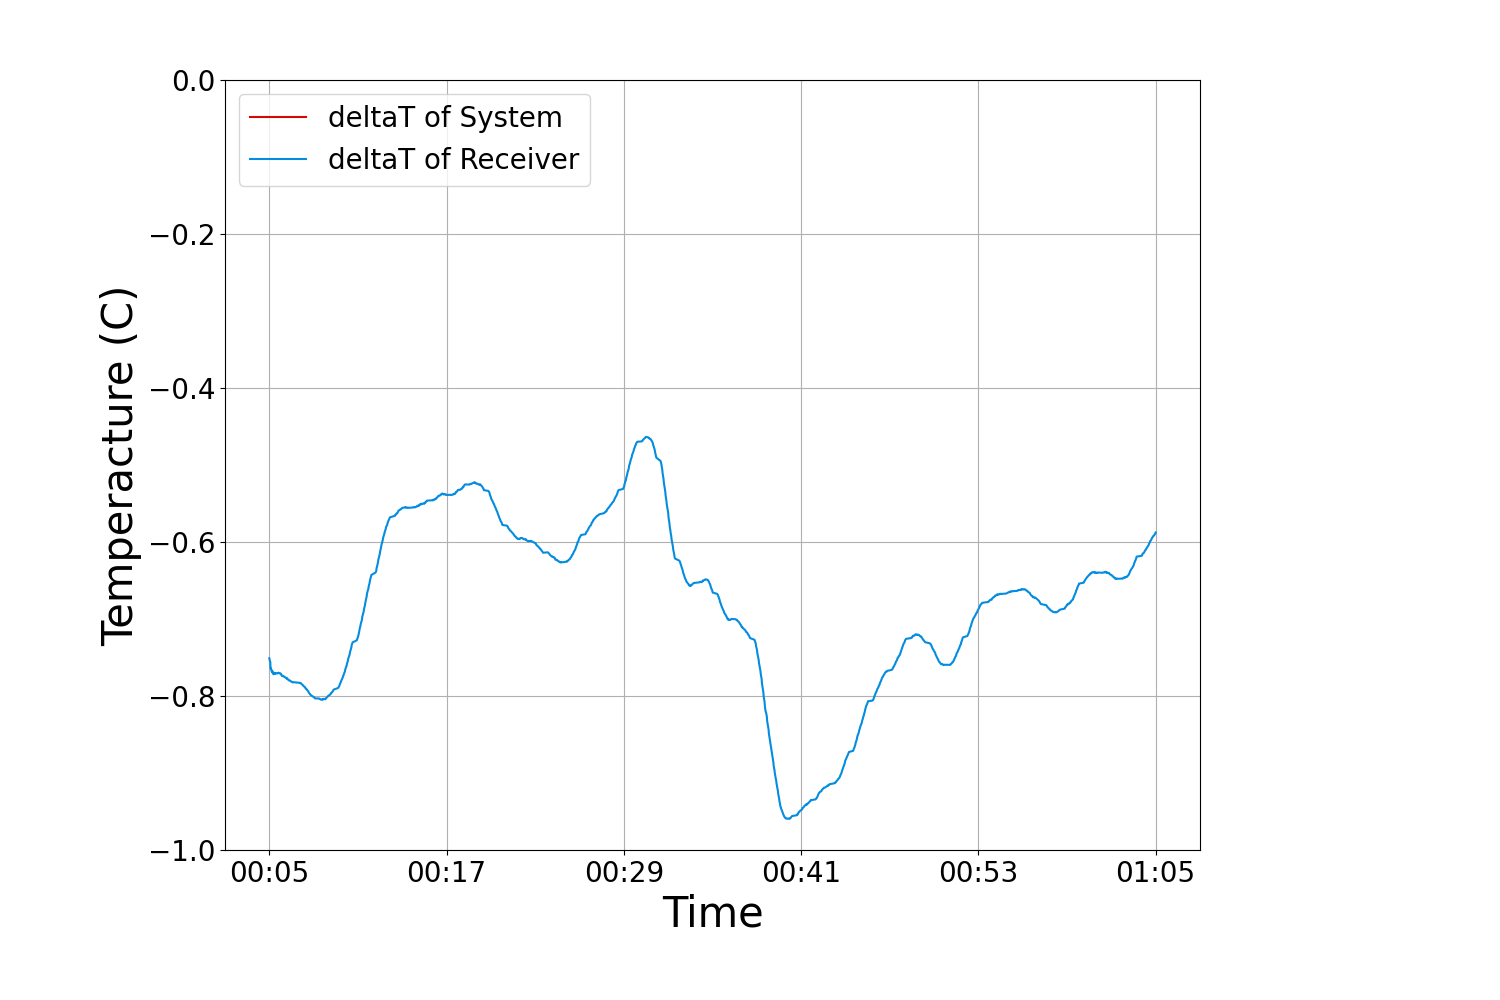 deltaT of System
deltaT of Receiver
0.0
−0.2
−0.4
−0.6
−0.8
−1.0
Temperacture (C)
00:05 00:17 00:29 00:41 00:53 01:05
Time